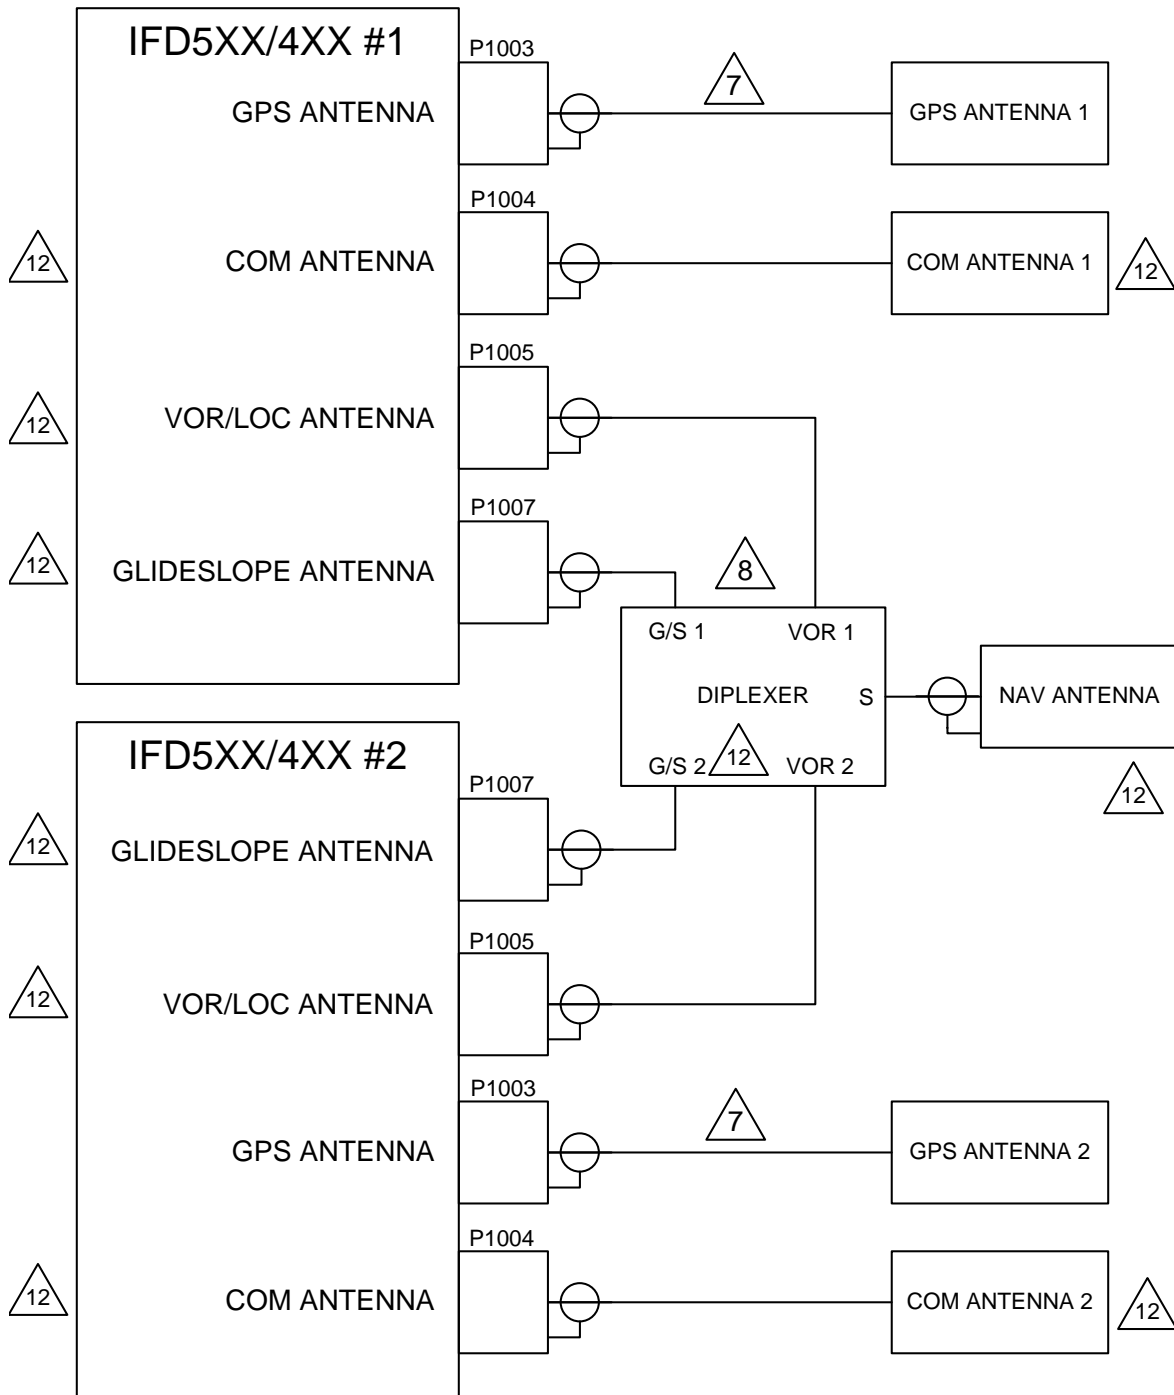 IFD5XX/4XX #1
P1003
GPS ANTENNA
7
GPS ANTENNA 1
P1004
12
COM ANTENNA
COM ANTENNA 1
12
P1005
12
VOR/LOC ANTENNA
P1007
12
GLIDESLOPE ANTENNA
8
G/S 1
VOR 1
DIPLEXER
S
NAV ANTENNA
12
G/S 2
12
VOR 2
IFD5XX/4XX #2
P1007
12
GLIDESLOPE ANTENNA
P1005
12
VOR/LOC ANTENNA
P1003
GPS ANTENNA
7
GPS ANTENNA 2
P1004
12
COM ANTENNA
COM ANTENNA 2
12